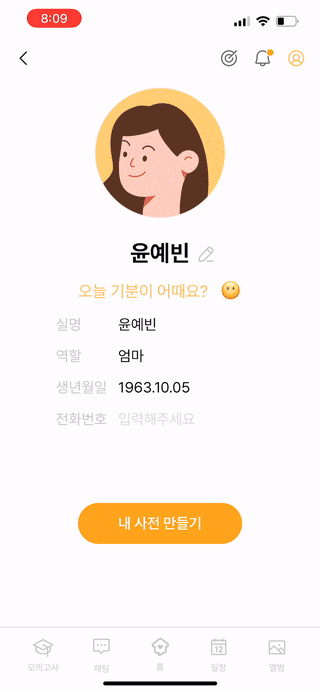 8:09
윤예빈
오늘 기분이 어때요?
실명 윤예빈
역할 엄마
생년월일 1963.10.05
전화번호 입력해주세요
내 사전 만들기
12
모의고사 채팅 홈 일정 앨범